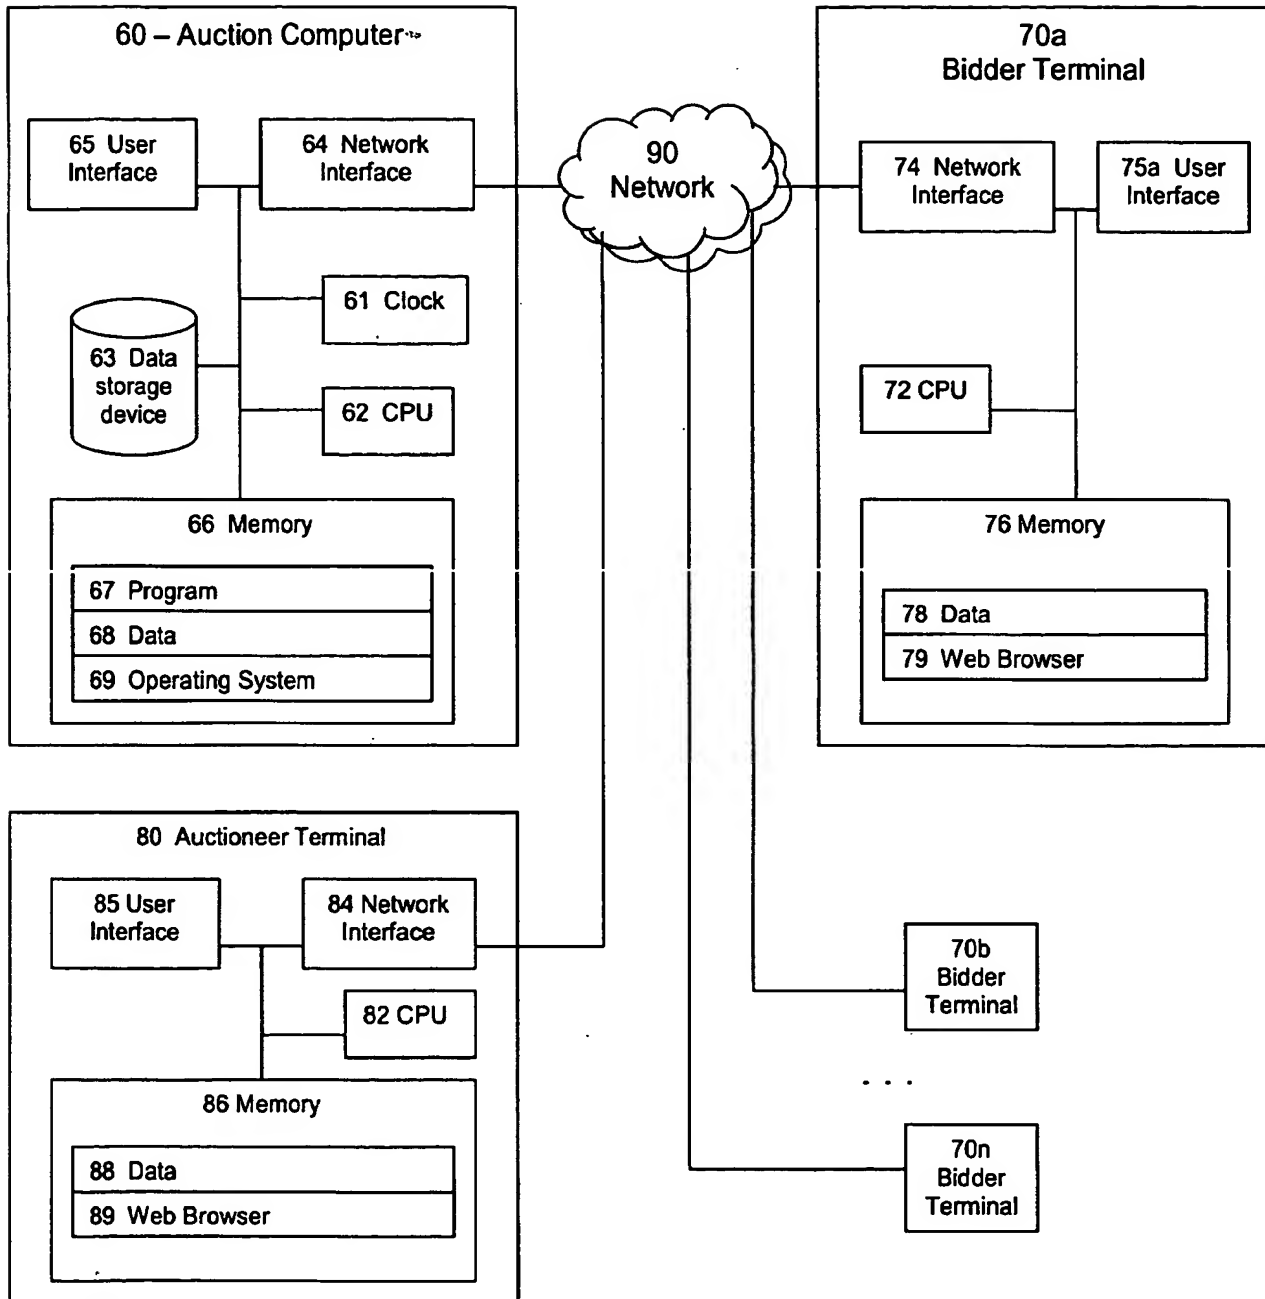 60 – Auction Computer
65 User
Interface
64 Network
Interface
61 Clock
63 Data
storage
device
62 CPU
66 Memory
67 Program
68 Data
69 Operating System
90
Network
70a
Bidder Terminal
74 Network
Interface
75a User
Interface
72 CPU
76 Memory
78 Data
79 Web Browser
80 Auctioneer Terminal
85 User
Interface
84 Network
Interface
82 CPU
86 Memory
88 Data
89 Web Browser
70b
Bidder
Terminal
. . .
70n
Bidder
Terminal